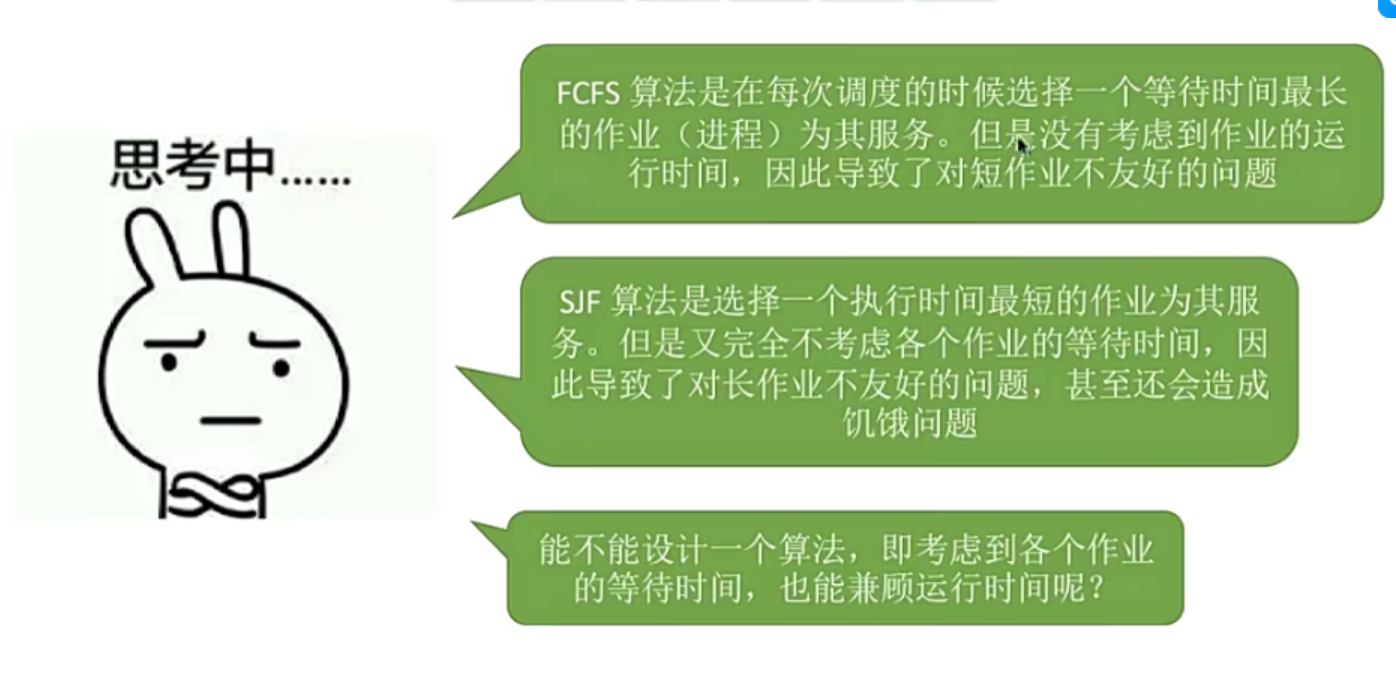 思考中......
FCFS 算法是在每次调度的时候选择一个等待时间最长
的作业（进程）为其服务。但是没有考虑到作业的运
行时间，因此导致了对短作业不友好的问题
SJF 算法是选择一个执行时间最短的作业为其服
务。但是又完全不考虑各个作业的等待时间，因
此导致了对长作业不友好的问题，甚至还会造成
饥饿问题
能不能设计一个算法，即考虑到各个作业
的等待时间，也能兼顾运行时间呢？